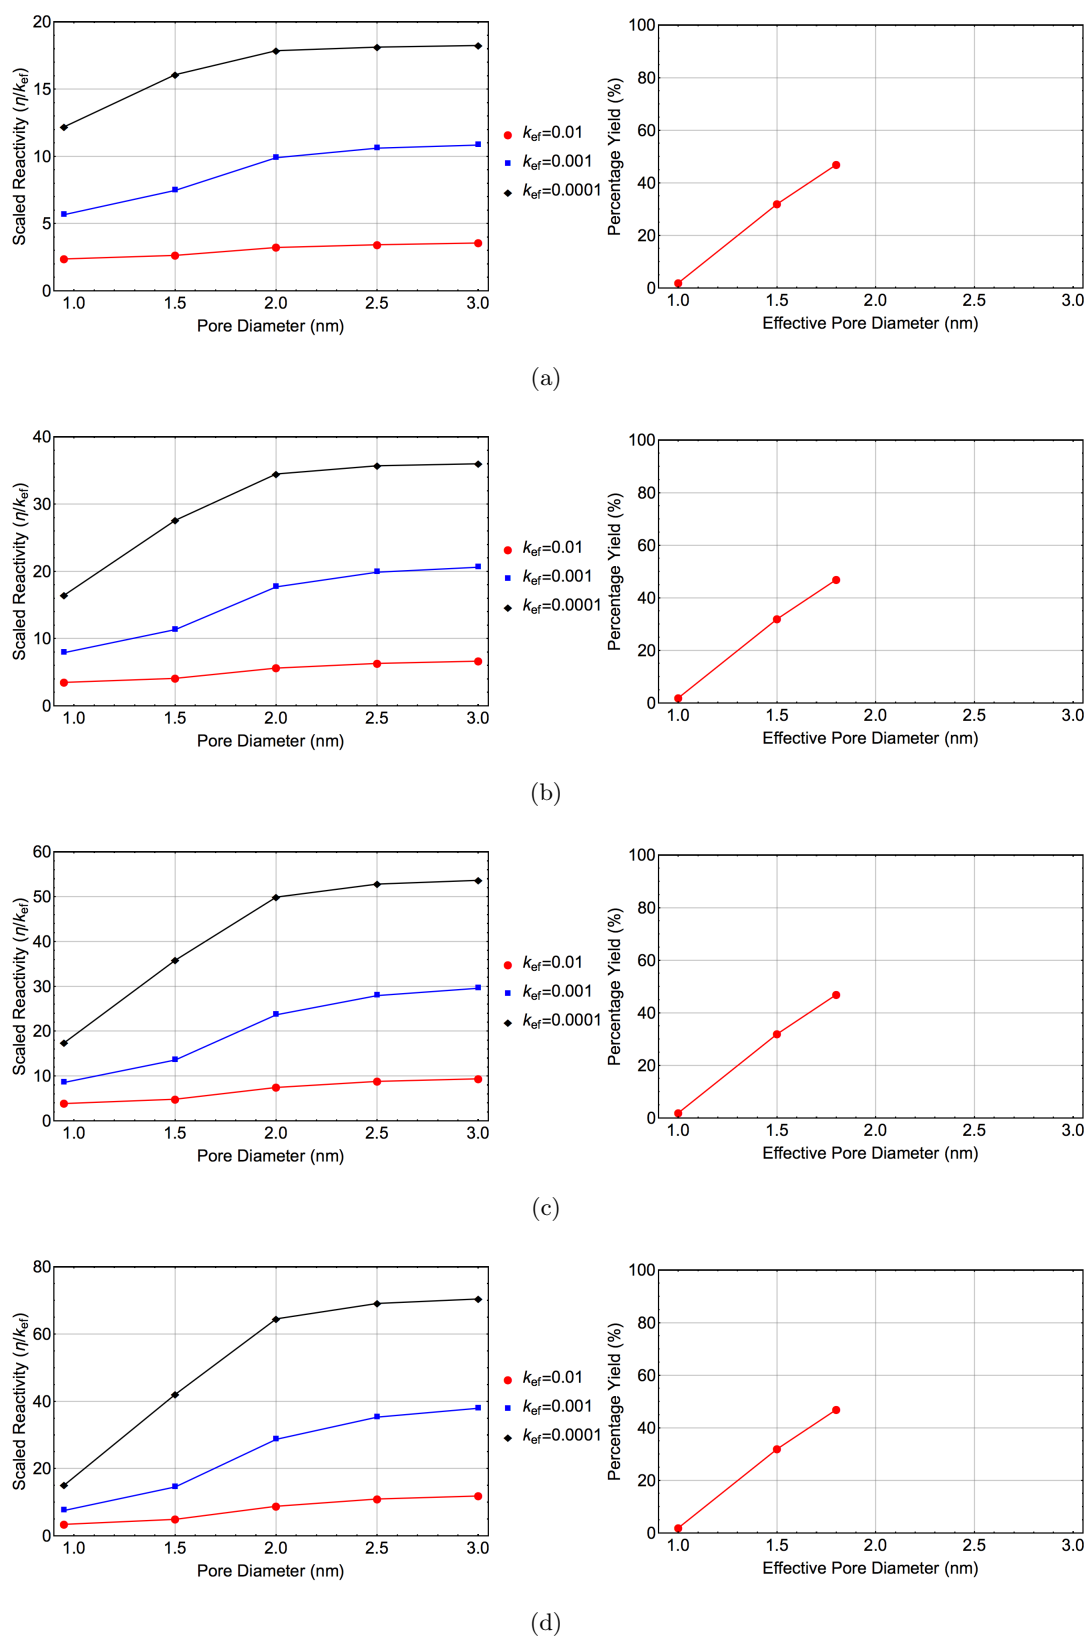 20
15
10
5
0
Scaled Reactivity (η/kef)
1.0 1.5 2.0 2.5 3.0
Pore Diameter (nm)
kef=0.01
kef=0.001
kef=0.0001
100
80
60
40
20
0
Percentage Yield (%)
1.0 1.5 2.0 2.5 3.0
Effective Pore Diameter (nm)
(a)
40
30
20
10
0
Scaled Reactivity (η/kef)
1.0 1.5 2.0 2.5 3.0
Pore Diameter (nm)
kef=0.01
kef=0.001
kef=0.0001
100
80
60
40
20
0
Percentage Yield (%)
1.0 1.5 2.0 2.5 3.0
Effective Pore Diameter (nm)
(b)
60
50
40
30
20
10
0
Scaled Reactivity (η/kef)
1.0 1.5 2.0 2.5 3.0
Pore Diameter (nm)
kef=0.01
kef=0.001
kef=0.0001
100
80
60
40
20
0
Percentage Yield (%)
1.0 1.5 2.0 2.5 3.0
Effective Pore Diameter (nm)
(c)
80
60
40
20
0
Scaled Reactivity (η/kef)
1.0 1.5 2.0 2.5 3.0
Pore Diameter (nm)
kef=0.01
kef=0.001
kef=0.0001
100
80
60
40
20
0
Percentage Yield (%)
1.0 1.5 2.0 2.5 3.0
Effective Pore Diameter (nm)
(d)